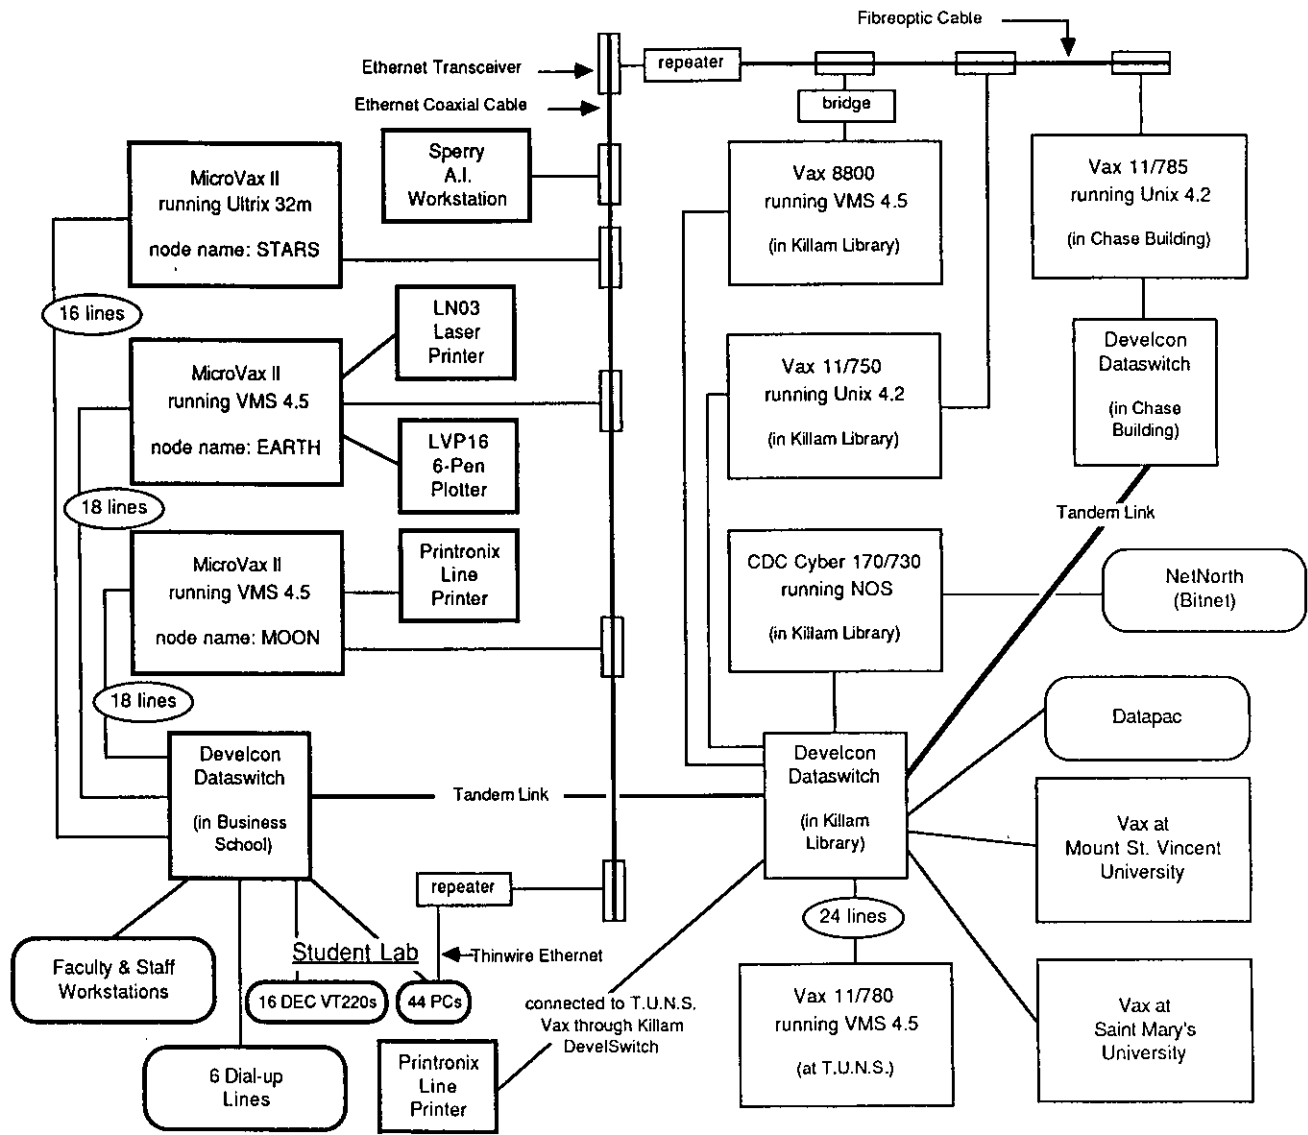 Fibreoptic Cable
Ethernet Transceiver
repeater
Ethernet Coaxial Cable
bridge
Sperry
A.I.
Workstation
MicroVax II
running Ultrix 32m
node name: STARS
Vax 8800
running VMS 4.5
(in Killam Library)
Vax 11/785
running Unix 4.2
(in Chase Building)
16 lines
LN03
Laser
Printer
Develcon
Dataswitch
(in Chase
Building)
MicroVax II
running VMS 4.5
node name: EARTH
Vax 11/750
running Unix 4.2
(in Killam Library)
LVP16
6-Pen
Plotter
18 lines
Tandem Link
MicroVax II
running VMS 4.5
node name: MOON
Printronix
Line
Printer
CDC Cyber 170/730
running NOS
(in Killam Library)
NetNorth
(Bitnet)
18 lines
Datapac
Develcon
Dataswitch
(in Business
School)
Tandem Link
Develcon
Dataswitch
(in Killam
Library)
Vax at
Mount St. Vincent
University
repeater
24 lines
Student Lab
Thinwire Ethernet
Faculty & Staff
Workstations
16 DEC VT220s
44 PCs
connected to T.U.N.S.
Vax through Killam
DevelSwitch
Vax 11/780
running VMS 4.5
(at T.U.N.S.)
Vax at
Saint Mary's
University
6 Dial-up
Lines
Printronix
Line
Printer